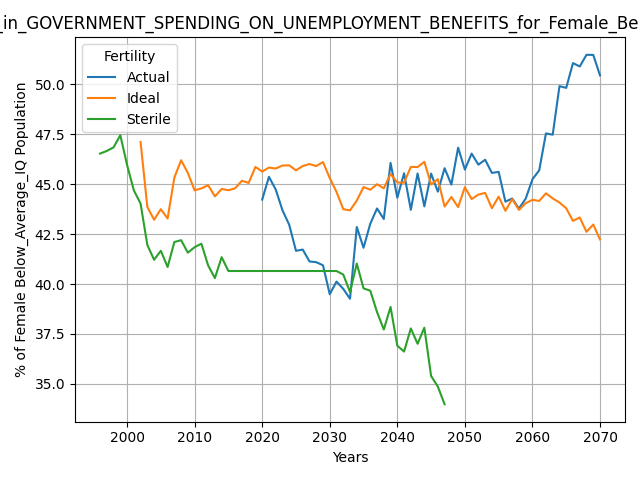 _in_GOVERNMENT_SPENDING_ON_UNEMPLOYMENT_BENEFITS_for_Female_Be
Fertility
Actual
Ideal
Sterile
% of Female Below_Average_IQ Population
50.0
47.5
45.0
42.5
40.0
37.5
35.0
2000
2010
2020
2030
2040
2050
2060
2070
Years